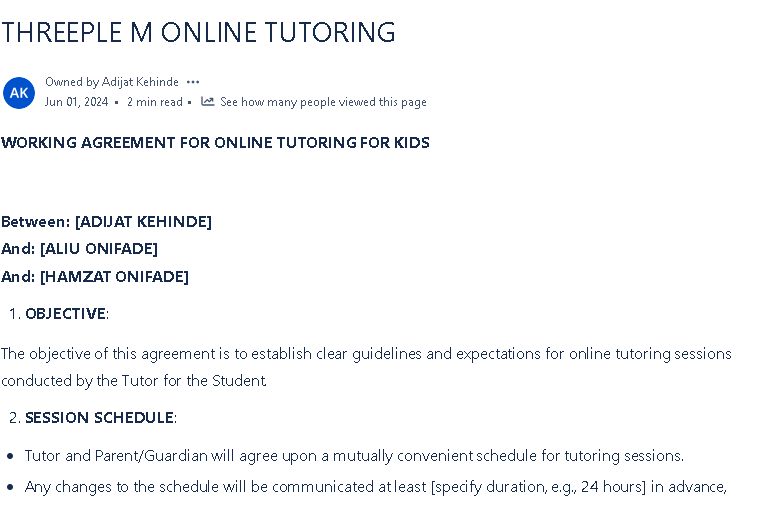 THREEPLE M ONLINE TUTORING
AK
Owned by Adijat Kehinde •••
Jun 01, 2024 • 2 min read • See how many people viewed this page
WORKING AGREEMENT FOR ONLINE TUTORING FOR KIDS
Between: [ADIJAT KEHINDE]
And: [ALIU ONIFADE]
And: [HAMZAT ONIFADE]
1. OBJECTIVE:
The objective of this agreement is to establish clear guidelines and expectations for online tutoring sessions
conducted by the Tutor for the Student.
2. SESSION SCHEDULE:
• Tutor and Parent/Guardian will agree upon a mutually convenient schedule for tutoring sessions.
• Any changes to the schedule will be communicated at least [specify duration, e.g., 24 hours] in advance,